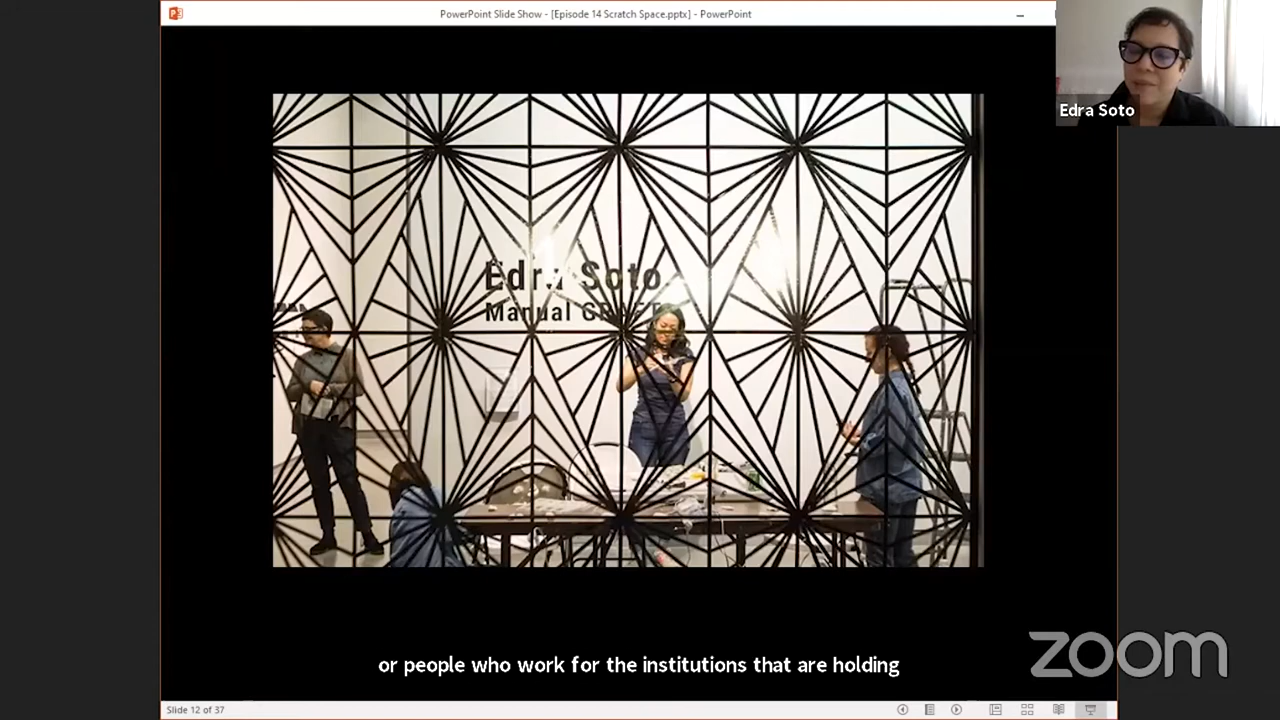 PowerPoint Slide Show - [Episode 14 Scratch Space.pptx] - PowerPoint
Edra Soto
Edra Soto
Manual
or people who work for the institutions that are holding
zoom
Slide 12 of 37